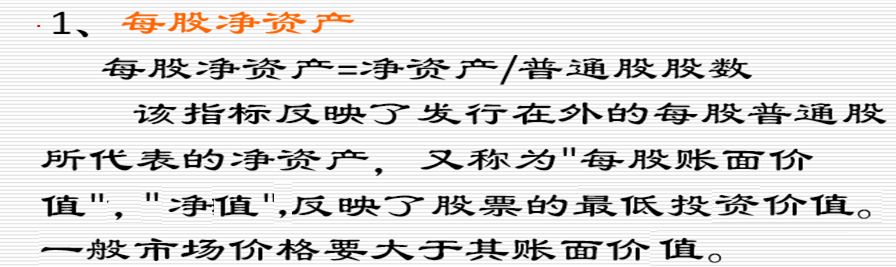 1、每股净资产
每股净资产=净资产/普通股股数
该指标反映了发行在外的每股普通股
所代表的净资产，又称为"每股账面价
值"，"净值",反映了股票的最低投资价值。
一般市场价格要大于其账面价值。